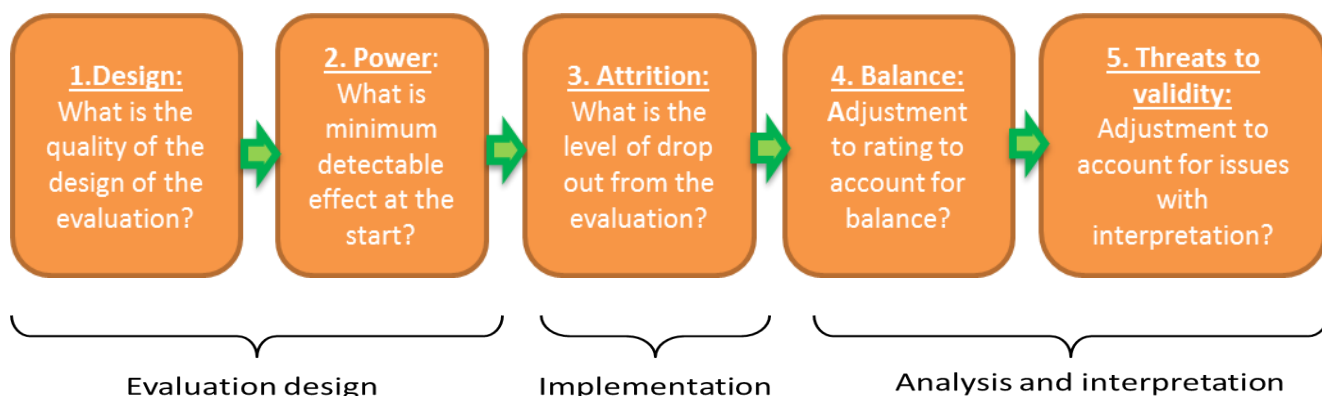 1.Design:
What is the
quality of the
design of the
evaluation?
2. Power:
What is
minimum
detectable
effect at the
start?
3. Attrition:
What is the
level of drop
out from the
evaluation?
4. Balance:
Adjustment
to rating to
account for
balance?
5. Threats to
validity:
Adjustment to
account for issues
with
interpretation?
Evaluation design
Implementation
Analysis and interpretation